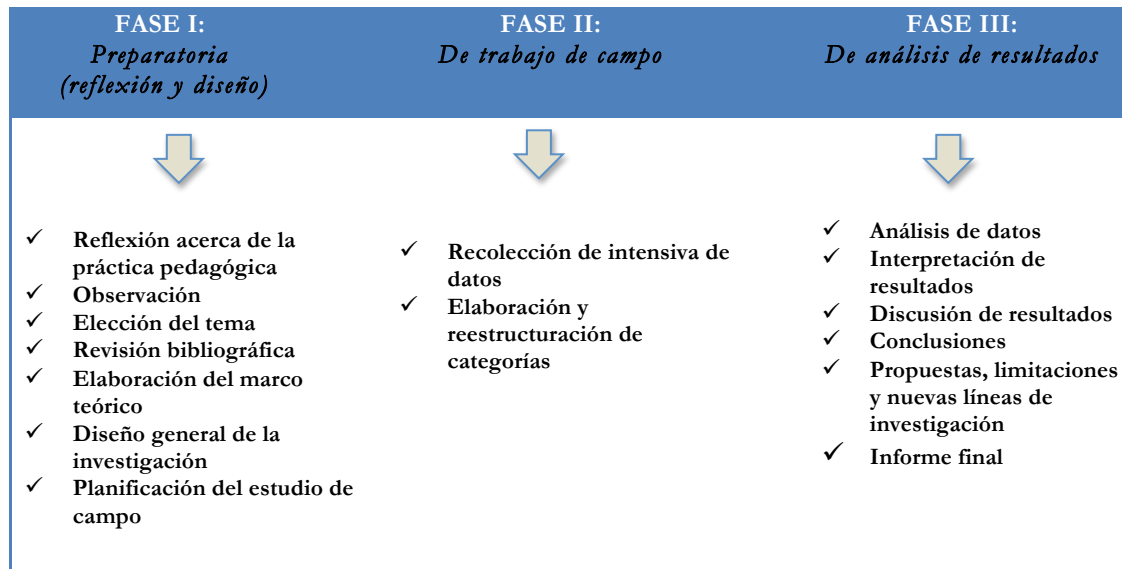 FASE I:
Preparatoria
(reflexión y diseño)
FASE II:
De trabajo de campo
FASE III:
De análisis de resultados
✓ Reflexión acerca de la
práctica pedagógica
✓ Observación
✓ Elección del tema
✓ Revisión bibliográfica
✓ Elaboración del marco
teórico
✓ Diseño general de la
investigación
✓ Planificación del estudio de
campo
✓ Recolección de intensiva de
datos
✓ Elaboración y
reestructuración de
categorías
✓ Análisis de datos
✓ Interpretación de
resultados
✓ Discusión de resultados
✓ Conclusiones
✓ Propuestas, limitaciones
y nuevas líneas de
investigación
✓ Informe final